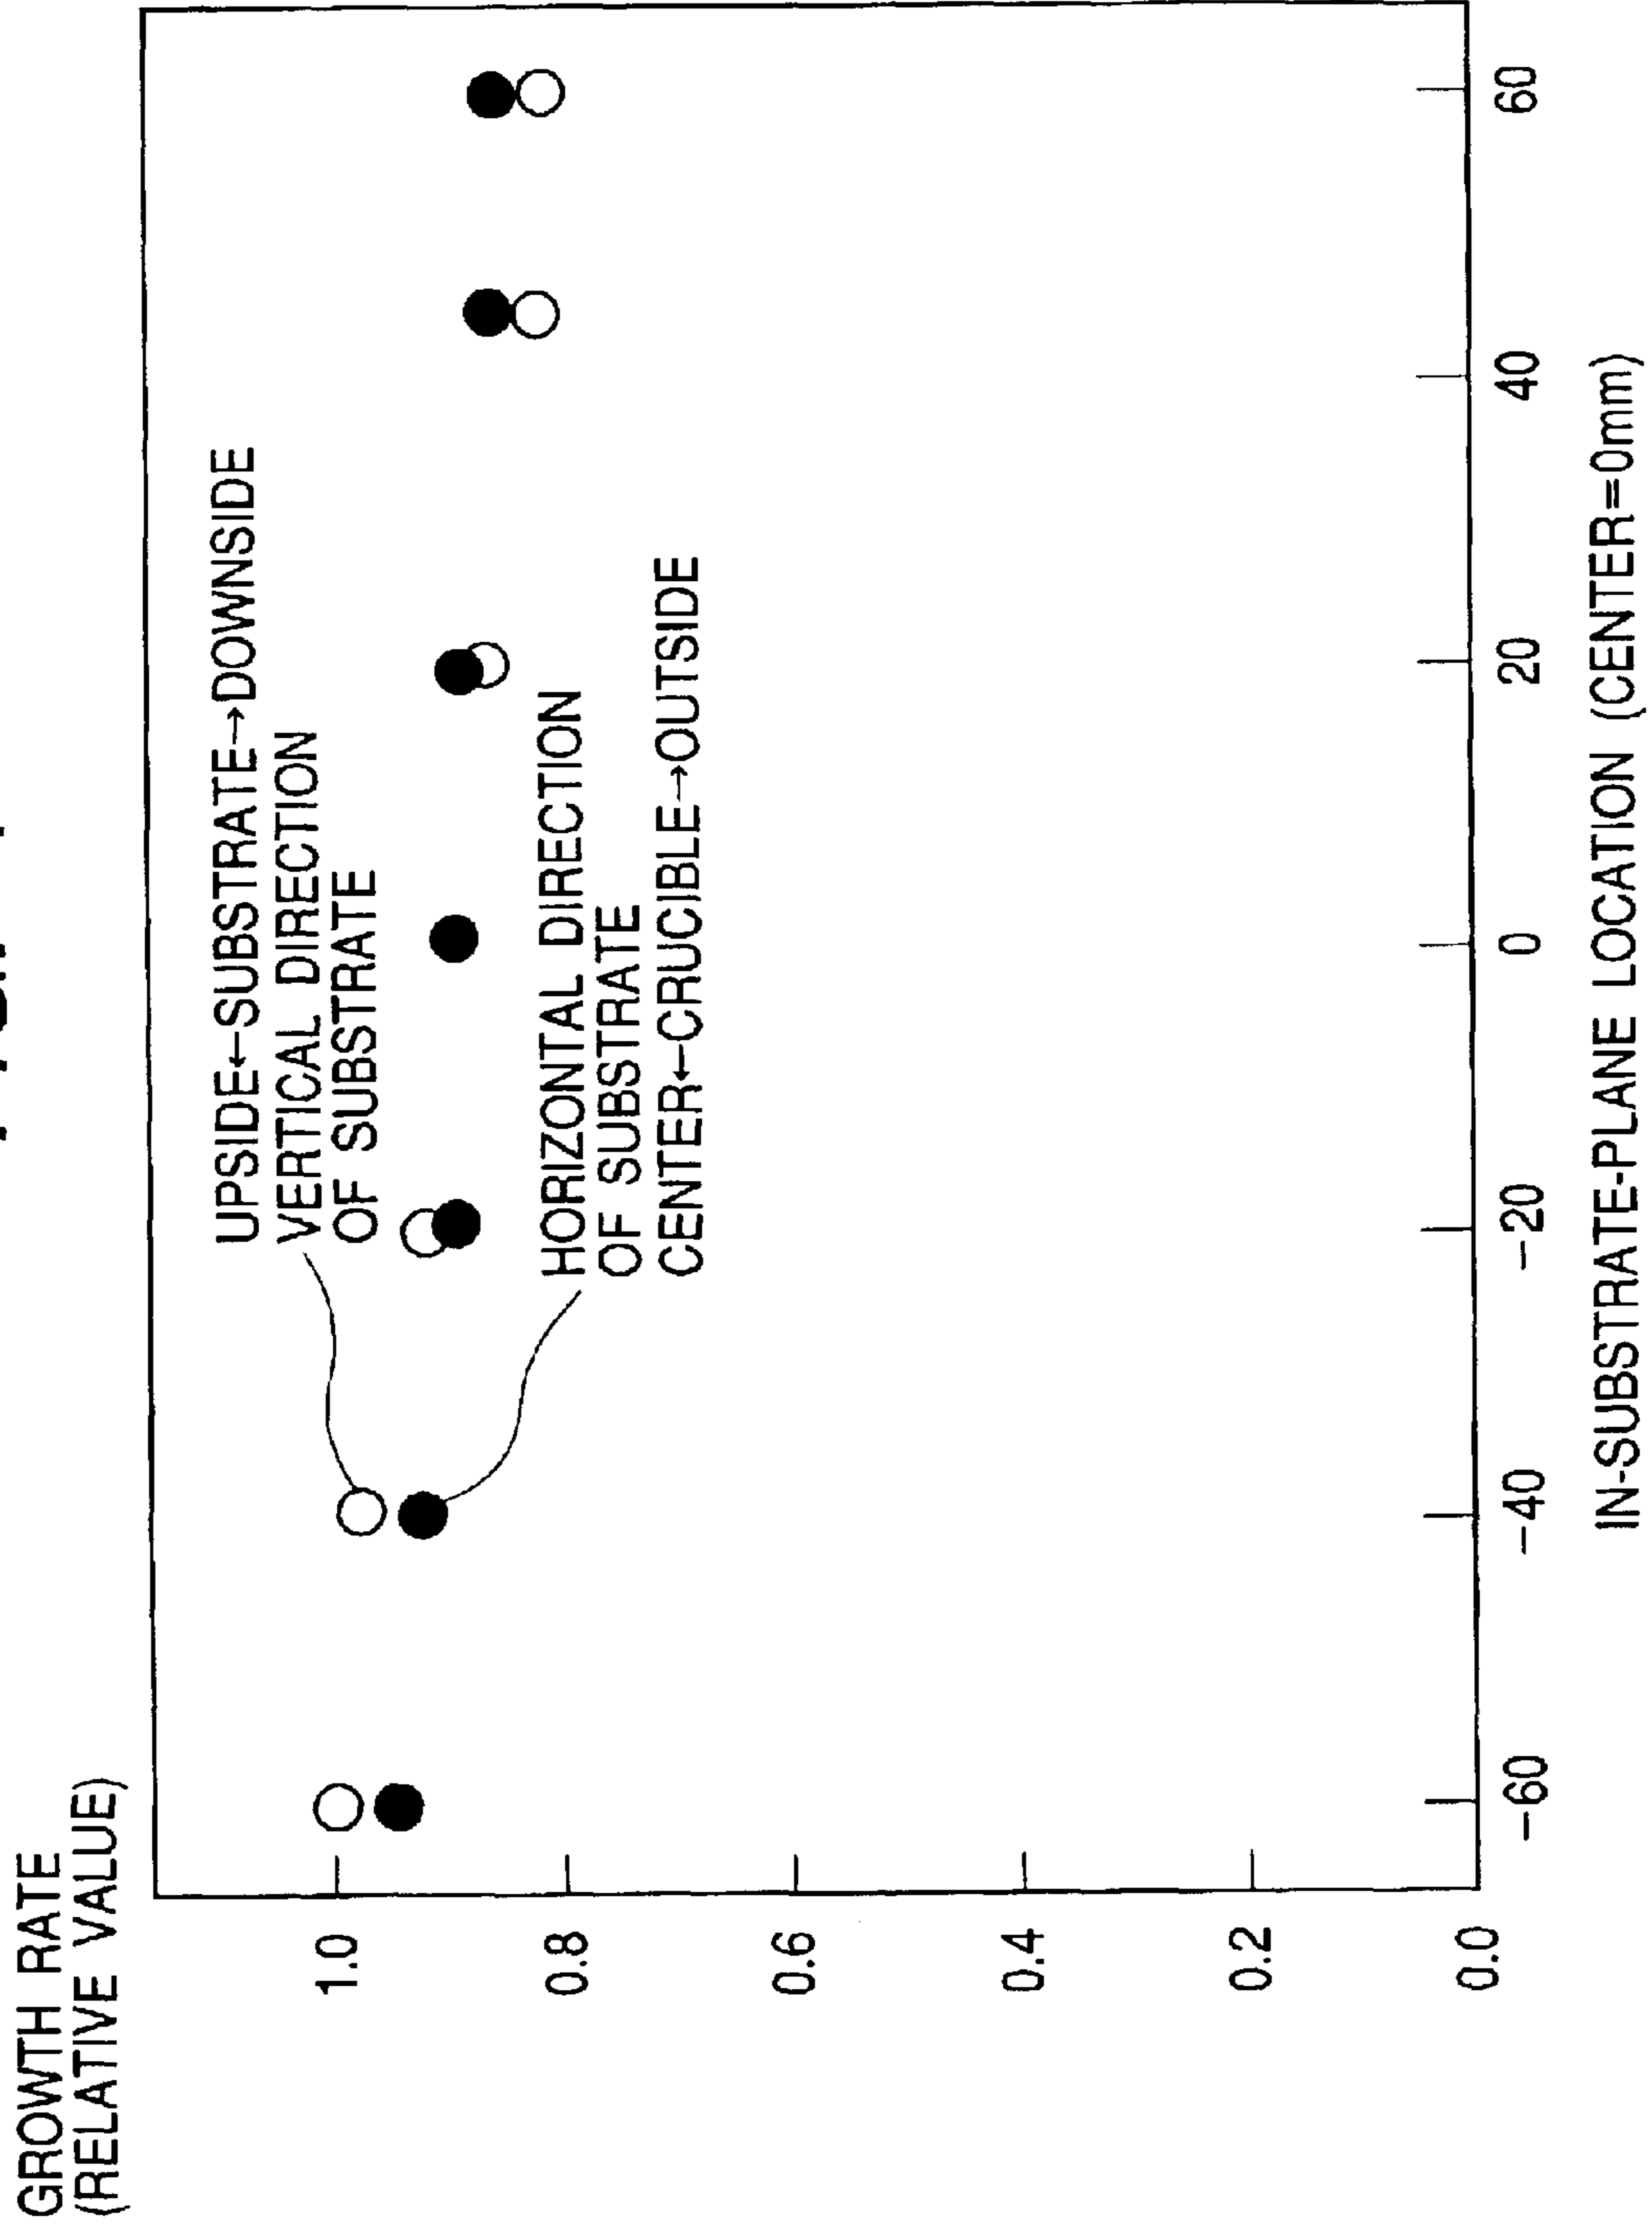 GROWTH RATE
(RELATIVE VALUE)
1.0
0.8
0.6
0.4
0.2
0.0
UPSIDE←SUBSTRATE→DOWNSIDE
VERTICAL DIRECTION
OF SUBSTRATE
HORIZONTAL DIRECTION
OF SUBSTRATE
CENTER←CRUCIBLE→OUTSIDE
−60
−40
−20
0
20
40
60
IN-SUBSTRATE-PLANE LOCATION (CENTER=0mm)